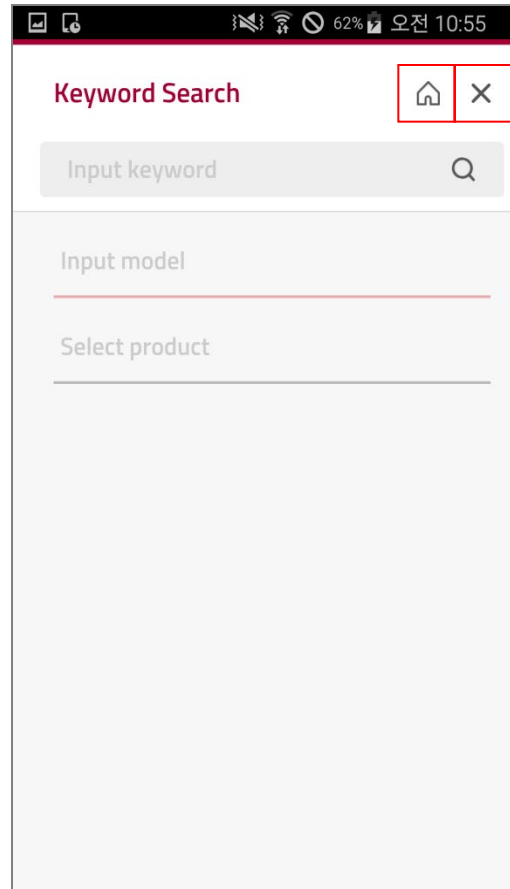 62% 오전 10:55
Keyword Search
Input keyword
Input model
Select product